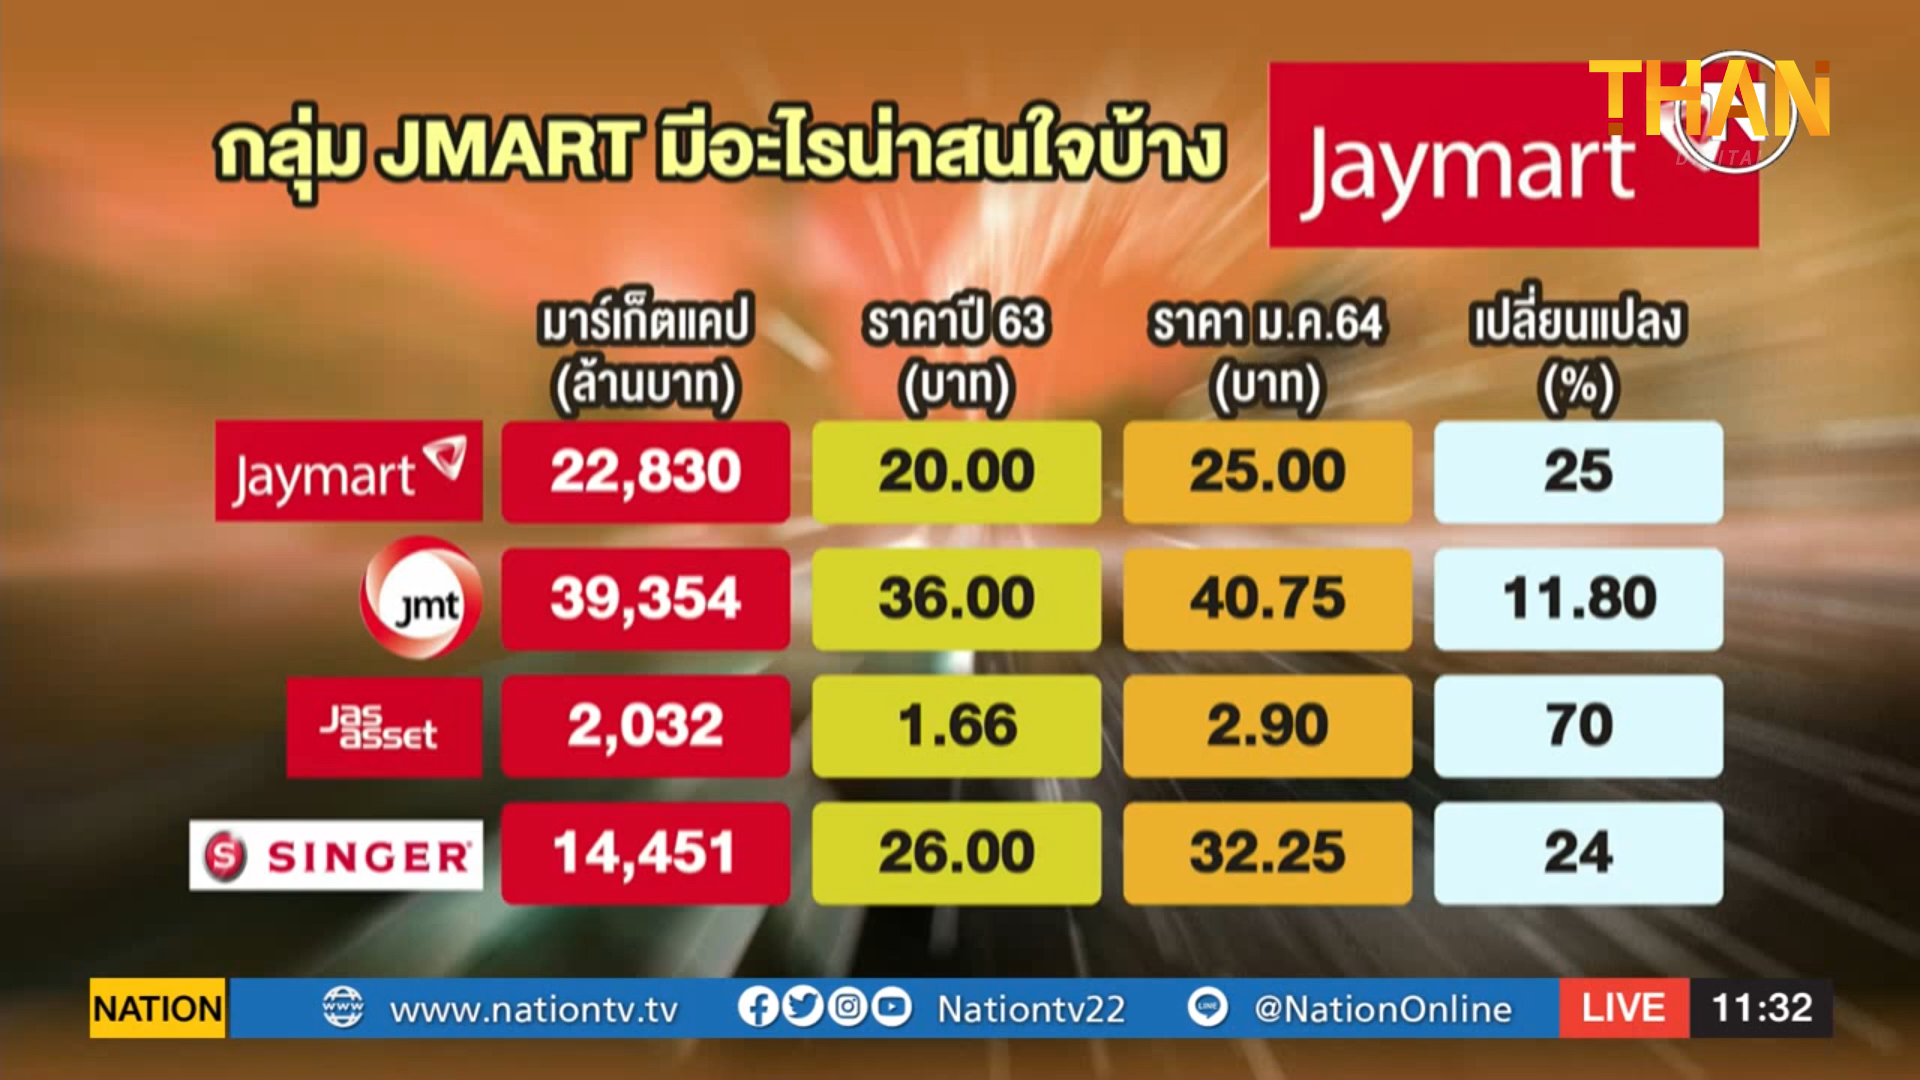 กลุ่ม JMART มีอะไรน่าสนใจบ้าง
Jaymart
THAN
มาร์เก็ตแคป (ล้านบาท)
ราคาปี 63 (บาท)
ราคา ม.ค.64 (บาท)
เปลี่ยนแปลง (%)
Jaymart 22,830 20.00 25.00 25
jmt 39,354 36.00 40.75 11.80
Jas asset 2,032 1.66 2.90 70
S SINGER 14,451 26.00 32.25 24
NATION www.nationtv.tv Nationtv22 LINE @NationOnline LIVE 11:32